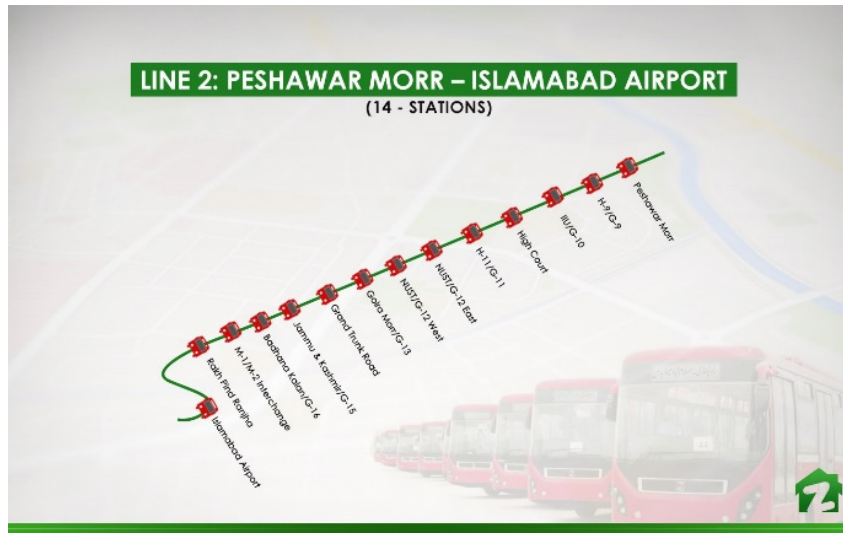 LINE 2: PESHAWAR MORR – ISLAMABAD AIRPORT
(14 - STATIONS)
Peshawar Morr
H-9/G-9
IIU/G-10
High Court
H-11/G-11
NUST/G-12 East
NUST/G-12 West
Golra Morr/G-13
Grand Trunk Road
Jammu & Kashmir/G-15
Badhana Kalan/G-16
M-1/M-2 Interchange
Rakh Pind Ranjha
Islamabad Airport